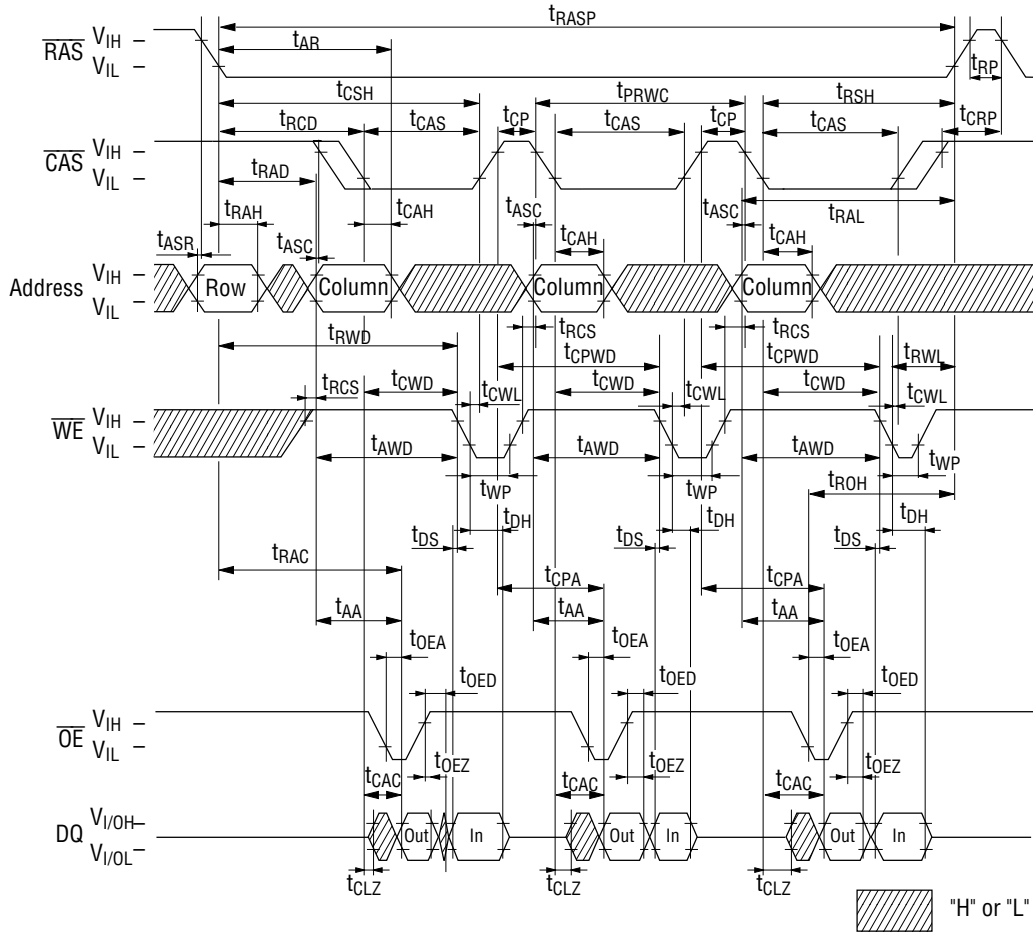 tRASP
RAS VIH
VIL
tAR
tRP
tCSH
tPRWC
tRSH
tRCD
tCAS
tCP
tCAS
tCP
tCAS
tCRP
CAS VIH
VIL
tRAD
tRAH
tCAH
tASC
tASC
tRAL
tASR
tASC
tCAH
tCAH
Address VIH
VIL
Row
Column
Column
Column
tRWD
tRCS
tRCS
tCPWD
tCPWD
tRWL
tRCS
tCWD
tCWL
tCWD
tCWL
tCWD
tCWL
WE VIH
VIL
tAWD
tAWD
tAWD
tWP
tWP
tWP
tROH
tDS
tDH
tDS
tDH
tDS
tDH
tRAC
tCPA
tCPA
tAA
tAA
tAA
tOEA
tOEA
tOEA
tOED
tOED
tOED
OE VIH
VIL
tCAC
tOEZ
tCAC
tOEZ
tCAC
tOEZ
DQ VI/OH
VI/OL
Out
In
Out
In
Out
In
tCLZ
tCLZ
tCLZ
"H" or "L"